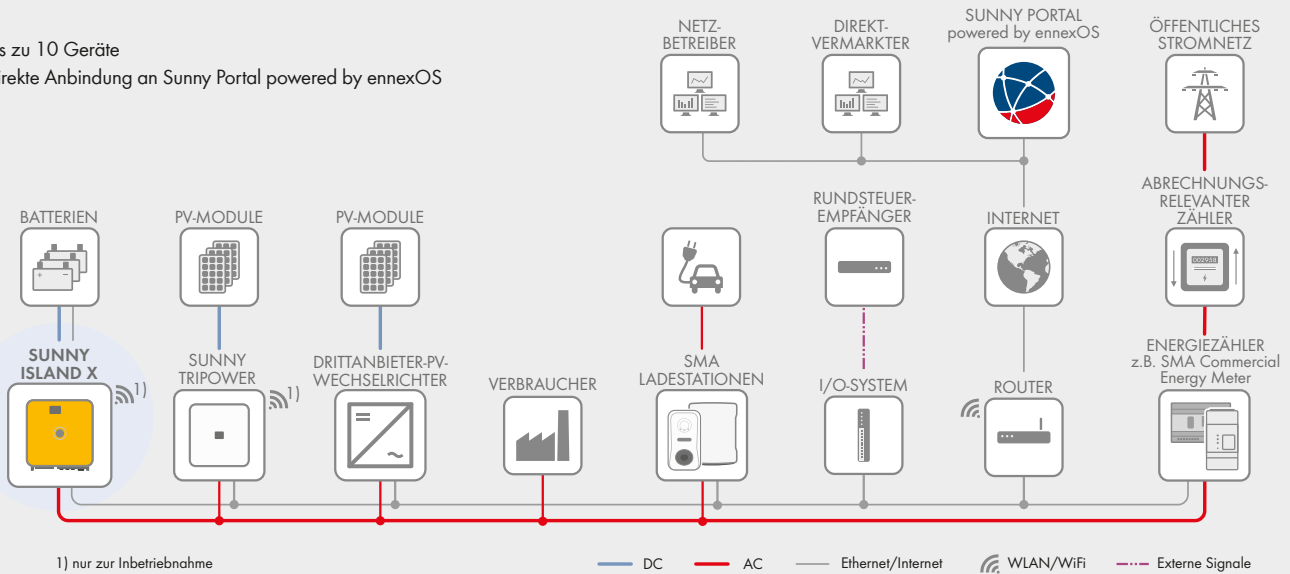 s zu 10 Geräte
irekte Anbindung an Sunny Portal powered by ennexOS
NETZ-
BETREIBER
DIREKT-
VERMARKTER
SUNNY PORTAL
powered by ennexOS
ÖFFENTLICHES
STROMNETZ
BATTERIEN
PV-MODULE
PV-MODULE
RUNDSTEUER-
EMPFÄNGER
INTERNET
ABRECHNUNGS-
RELEVANTER
ZÄHLER
002958
SUNNY
ISLAND X
1)
SUNNY
TRIPOWER
1)
DRITTANBIETER-PV-
WECHSELRICHTER
VERBRAUCHER
SMA
LADESTATIONEN
I/O-SYSTEM
ROUTER
ENERGIEZÄHLER
z.B. SMA Commercial
Energy Meter
1) nur zur Inbetriebnahme
DC
AC
Ethernet/Internet
WLAN/WiFi
Externe Signale